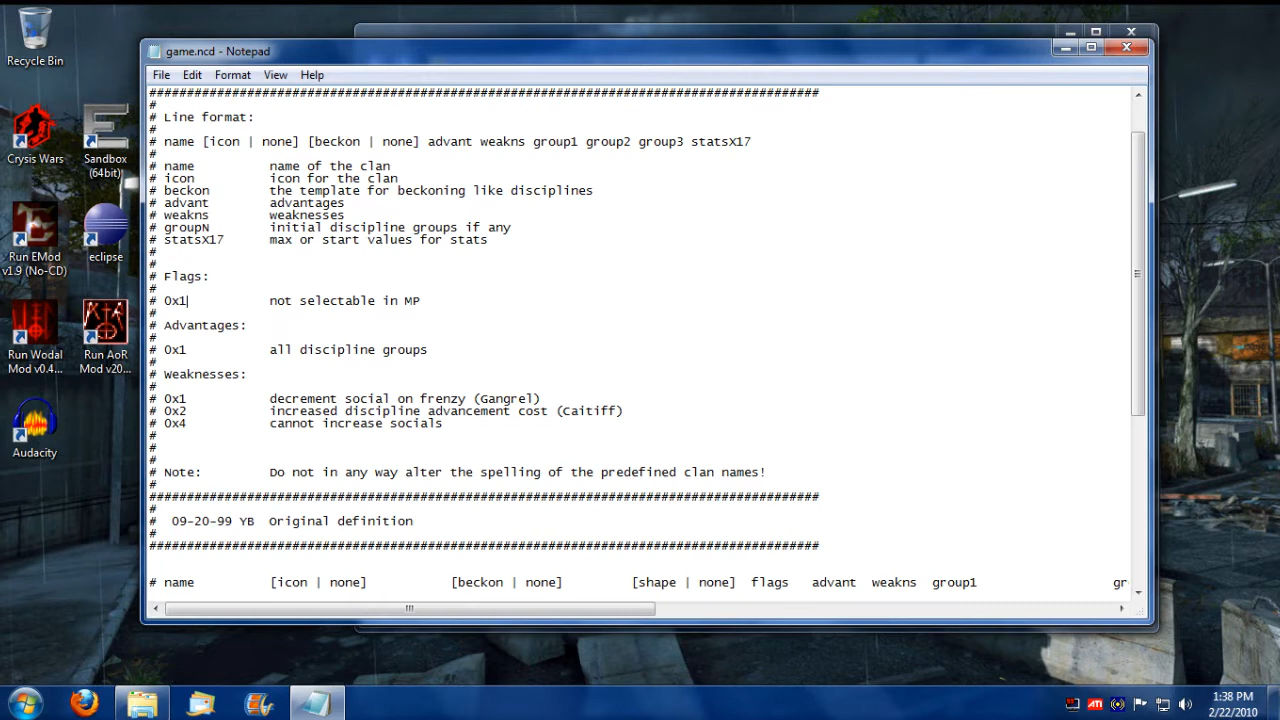 Recycle Bin
Crysis Wars
Sandbox
(64bit)
Run EMod
v1.9 (No-CD)
eclipse
Run Wodal
Mod v0.4...
Run AoR
Mod v20...
Audacity
game.ncd - Notepad
File Edit Format View Help
#########################################################################################
#
# Line format:
#
# name [icon | none] [beckon | none] advant weakns group1 group2 group3 statsX17
#
# name name of the clan
# icon icon for the clan
# beckon the template for beckoning like disciplines
# advant advantages
# weakns weaknesses
# groupN initial discipline groups if any
# statsX17 max or start values for stats
#
#
# Flags:
#
# 0x1 not selectable in MP
#
# Advantages:
#
# 0x1 all discipline groups
#
# Weaknesses:
#
# 0x1 decrement social on frenzy (Gangrel)
# 0x2 increased discipline advancement cost (Caitiff)
# 0x4 cannot increase socials
#
#
#
# Note: Do not in any way alter the spelling of the predefined clan names!
#
#########################################################################################
#
# 09-20-99 YB Original definition
#
#########################################################################################
# name [icon | none] [beckon | none] [shape | none] flags advant weakns group1 gr
ATI
1:38 PM
2/22/2010